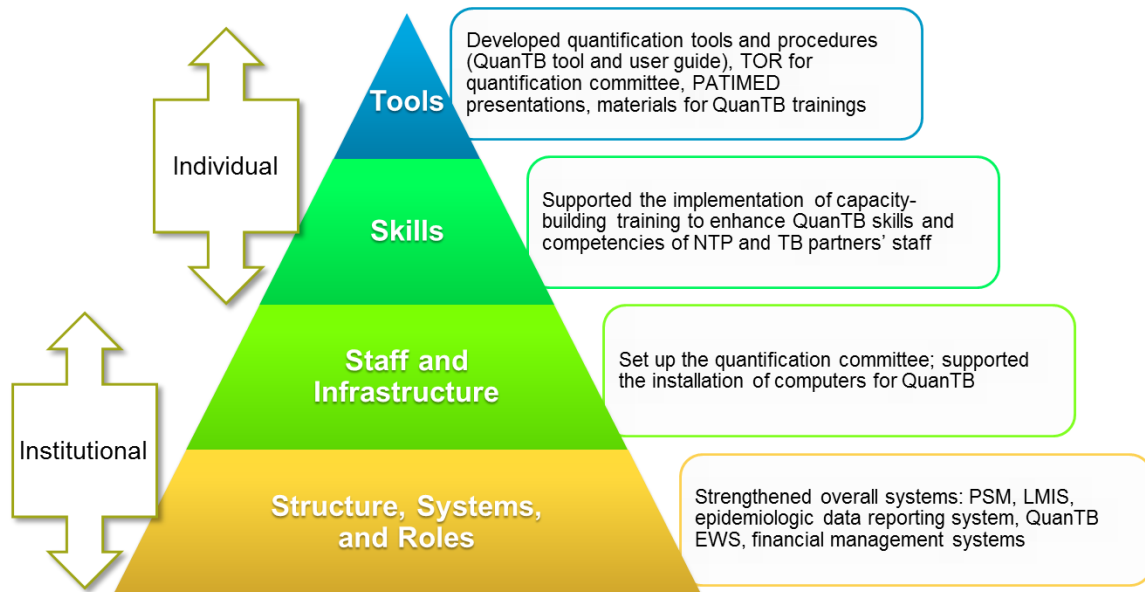 Tools
Developed quantification tools and procedures
(QuanTB tool and user guide), TOR for
quantification committee, PATIMED
presentations, materials for QuanTB trainings
Individual
Skills
Supported the implementation of capacity-
building training to enhance QuanTB skills and
competencies of NTP and TB partners’ staff
Staff and
Infrastructure
Set up the quantification committee; supported
the installation of computers for QuanTB
Institutional
Structure, Systems,
and Roles
Strengthened overall systems: PSM, LMIS,
epidemiologic data reporting system, QuanTB
EWS, financial management systems